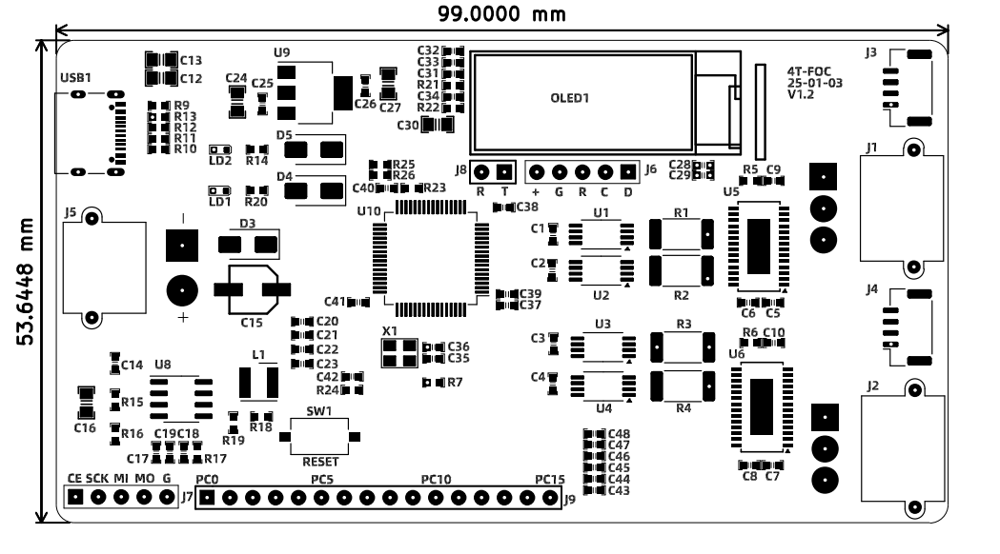 99.0000 mm
53.6448 mm
USB1
C13
C12
U9
C24
C25
C26
C27
C32
C33
C31
R21
C34
R22
C30
OLED1
4T-FOC
25-01-03
V1.2
J3
R9
R13
R12
R11
R10
LD2
R14
D5
D4
LD1
R20
R25
R26
C40
R23
J8
R T
J6
+ G R C D
C28
C29
R5
C9
J1
J5
D3
U10
C38
C1
U1
R1
U5
C2
U2
R2
C39
C37
C6
C5
J4
C15
+
C41
C20
C21
C22
C23
X1
C36
C35
R7
C3
U3
R3
R6
C10
U6
C14
U8
L1
C42
R24
C4
U4
R4
J2
C16
R15
R16
R19
R18
SW1
RESET
C19
C18
C17
R17
C48
C47
C46
C45
C44
C43
C8
C7
CE SCK MI MO G
J7
PC0
PC5
PC10
PC15
J9